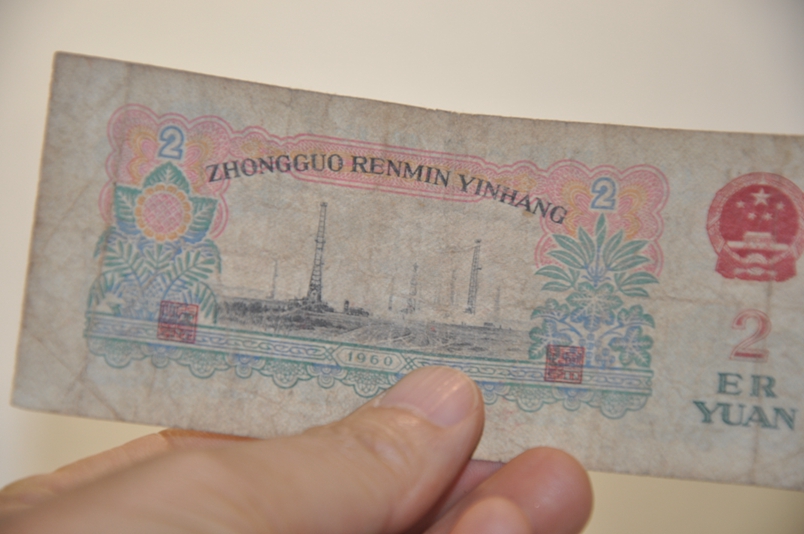 2
ZHONGGUO RENMIN YINHANG
2
1960
2
ER
YUAN